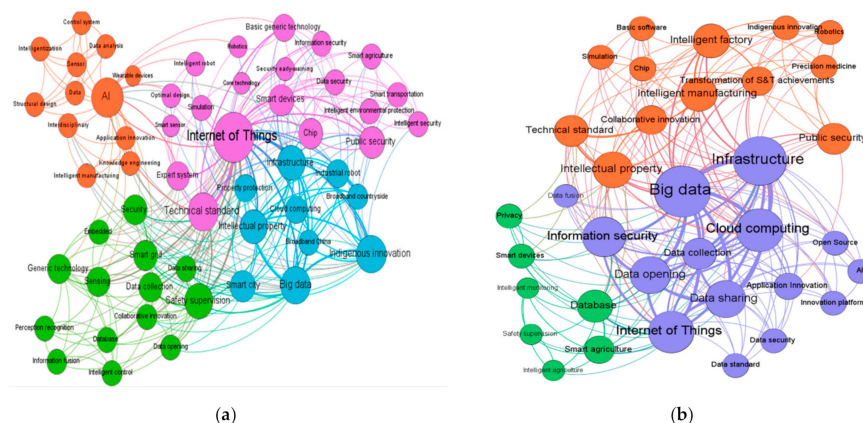 Control system
Intelligentization
Data analysis
Sensor
Wearable devices
Data
AI
Structural design
Interdisciplinary
Application Innovation
Knowledge engineering
Intelligent manufacturing
Basic generic technology
Robotics
Information security
Intelligent robot
Security early-warning
Smart agriculture
Core technology
Data security
Optimal design
Smart devices
Smart transportation
Simulation
Intelligent environmental protection
Smart sensor
Internet of Things
Chip
Intelligent security
Public security
Expert system
Technical standard
Infrastructure
Industrial robot
Property protection
Broadband countryside
Cloud computing
Intellectual property
Broadband China
Indigenous innovation
Smart city
Big data
Security
Embedded
Smart grid
Generic technology
Data sharing
Sensing
Data collection
Safety supervision
Collaborative innovation
Perception recognition
Database
Data opening
Information fusion
Intelligent control
(a)
Basic software
Indigenous innovation
Robotics
Intelligent factory
Simulation
Chip
Precision medicine
Transformation of S&T achievements
Intelligent manufacturing
Collaborative innovation
Technical standard
Public security
Intellectual property
Infrastructure
Big data
Data fusion
Privacy
Information security
Cloud computing
Smart devices
Data collection
Open Source
Intelligent monitoring
Data opening
AI
Application Innovation
Database
Data sharing
Innovation platform
Safety supervision
Internet of Things
Smart agriculture
Data security
Intelligent agriculture
Data standard
(b)